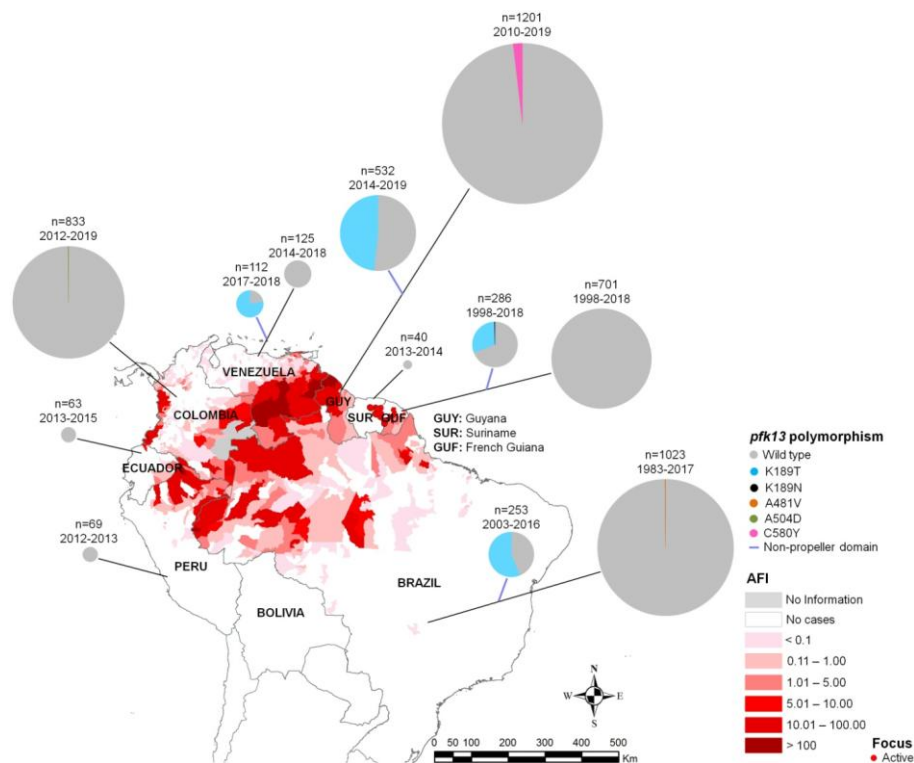 n=1201
2010-2019
n=532
2014-2019
n=833
2012-2019
n=125
2014-2018
n=112
2017-2018
n=286
1998-2018
n=701
1998-2018
n=40
2013-2014
VENEZUELA
GUY
SUR
GUF
COLOMBIA
n=63
2013-2015
GUY: Guyana
SUR: Suriname
GUF: French Guiana
ECUADOR
n=69
2012-2013
n=253
2003-2016
n=1023
1983-2017
PERU
BRAZIL
BOLIVIA
pfk13 polymorphism
Wild type
K189T
K189N
A481V
A504D
C580Y
Non-propeller domain
AFI
No Information
No cases
< 0.1
0.11 – 1.00
1.01 – 5.00
5.01 – 10.00
10.01 – 100.00
> 100
Focus
Active
N
W E
S
0 50 100 200 300 400 500
Km